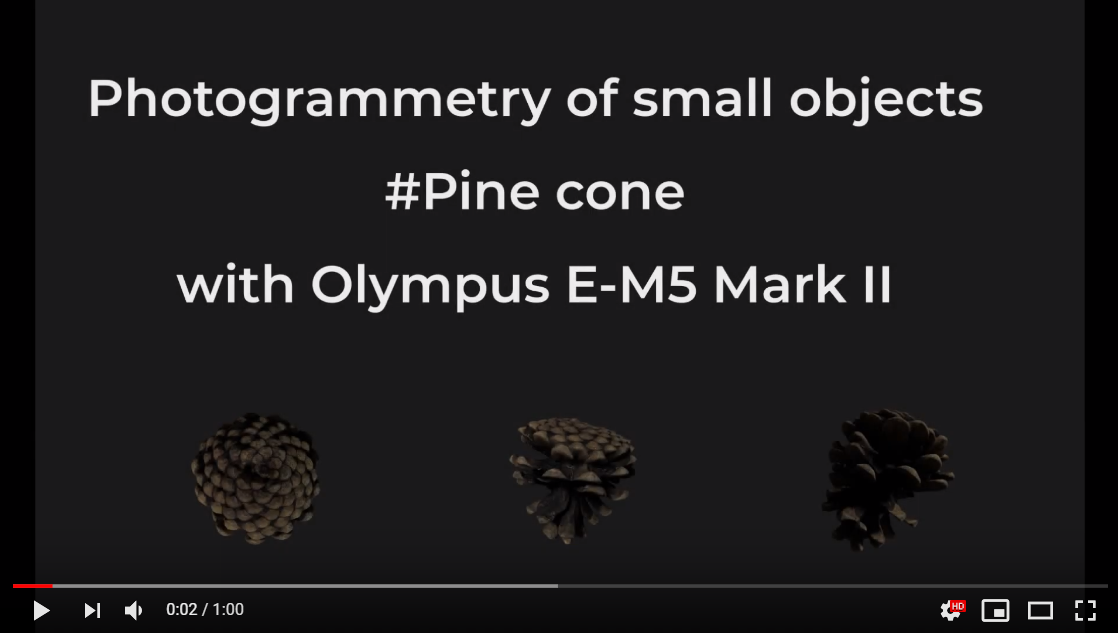 Photogrammetry of small objects
#Pine cone
with Olympus E-M5 Mark II
0:02 / 1:00
HD